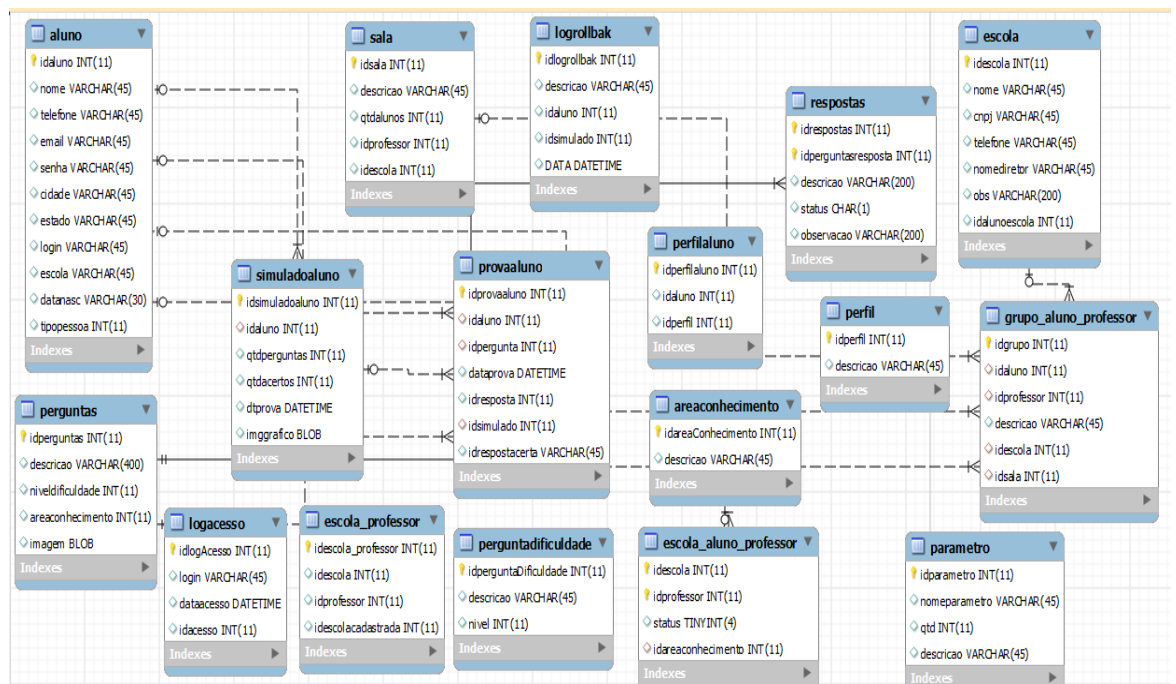 aluno
idaluno INT(11)
nome VARCHAR(45)
telefone VARCHAR(45)
email VARCHAR(45)
senha VARCHAR(45)
cidade VARCHAR(45)
estado VARCHAR(45)
login VARCHAR(45)
escola VARCHAR(45)
datanasc VARCHAR(30)
tipopessoa INT(11)
Indexes
sala
idsala INT(11)
descricao VARCHAR(45)
qtdalunos INT(11)
idprofessor INT(11)
idescola INT(11)
Indexes
logrollbak
idlogrollbak INT(11)
descricao VARCHAR(45)
idaluno INT(11)
idsimulado INT(11)
DATA DATETIME
Indexes
respostas
idrespostas INT(11)
idperguntasresposta INT(11)
descricao VARCHAR(200)
status CHAR(1)
observacao VARCHAR(200)
Indexes
escola
idescola INT(11)
nome VARCHAR(45)
cnpj VARCHAR(45)
telefone VARCHAR(45)
nomediretor VARCHAR(45)
obs VARCHAR(200)
idalunoescola INT(11)
Indexes
simuladoaluno
idsimuladoaluno INT(11)
idaluno INT(11)
qtdperguntas INT(11)
qtdacertos INT(11)
dtprova DATETIME
imggrafico BLOB
Indexes
provaaluno
idprovaaluno INT(11)
idaluno INT(11)
idpergunta INT(11)
dataprova DATETIME
idresposta INT(11)
idsimulado INT(11)
idrespostacerta VARCHAR(45)
Indexes
perfilaluno
idperfilaluno INT(11)
idaluno INT(11)
idperfil INT(11)
Indexes
perfil
idperfil INT(11)
descricao VARCHAR(45)
Indexes
grupo_aluno_professor
idgrupo INT(11)
idaluno INT(11)
idprofessor INT(11)
descricao VARCHAR(45)
idescola INT(11)
idsala INT(11)
Indexes
perguntas
idperguntas INT(11)
descricao VARCHAR(400)
niveldificuldade INT(11)
areaconhecimento INT(11)
imagem BLOB
Indexes
areaconhecimento
idareaConhecimento INT(11)
descricao VARCHAR(45)
Indexes
logacesso
idlogAcesso INT(11)
login VARCHAR(45)
dataacesso DATETIME
idacesso INT(11)
Indexes
escola_professor
idescola_professor INT(11)
idescola INT(11)
idprofessor INT(11)
idescolacadastrada INT(11)
Indexes
perguntadificuldade
idperguntaDificuldade INT(11)
descricao VARCHAR(45)
nivel INT(11)
Indexes
escola_aluno_professor
idescola INT(11)
idprofessor INT(11)
status TINYINT(4)
idareaconhecimento INT(11)
Indexes
parametro
idparametro INT(11)
nomeparametro VARCHAR(45)
qtd INT(11)
descricao VARCHAR(45)
Indexes